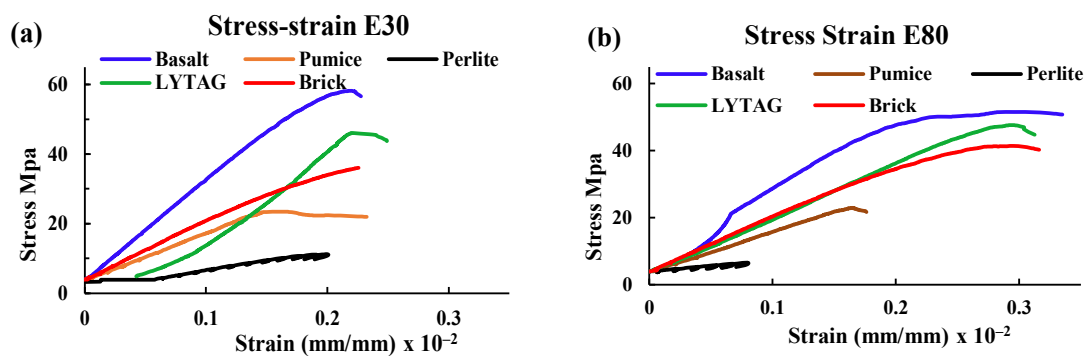 (a)
Stress-strain E30
Basalt Pumice Perlite
LYTAG Brick
60
40
20
0
0 0.1 0.2 0.3
Stress Mpa
Strain (mm/mm) x 10⁻²
(b)
Stress Strain E80
Basalt Pumice Perlite
LYTAG Brick
60
40
20
0
0 0.1 0.2 0.3
Stress Mpa
Strain (mm/mm) x 10⁻²